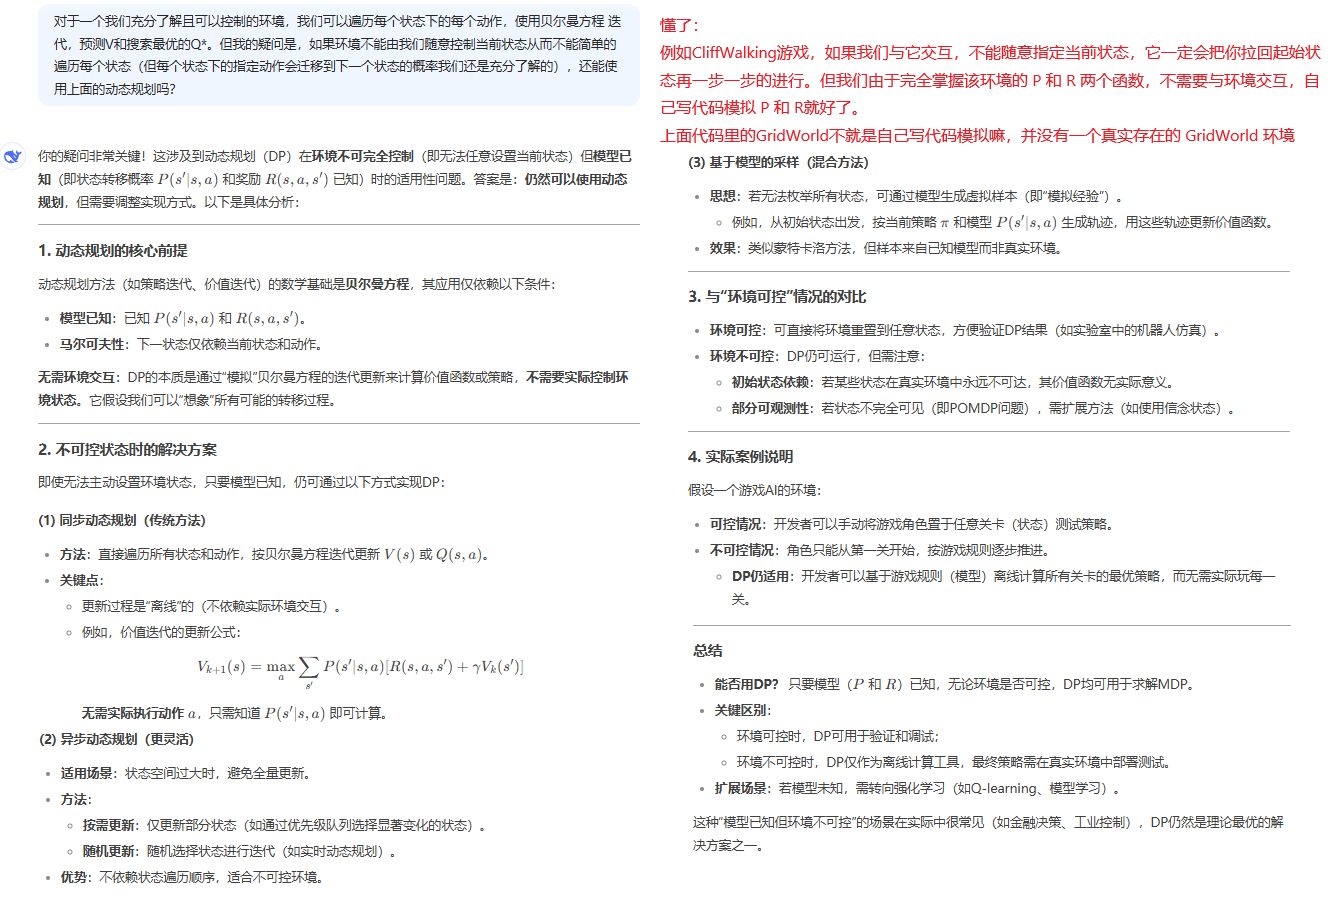 对于一个我们充分了解且可以控制的环境，我们可以遍历每个状态下的每个动作，使用贝尔曼方程 迭
代，预测V和搜索最优的Q*。但我的疑问是，如果环境不能由我们随意控制当前状态从而不能简单的
遍历每个状态（但每个状态下的指定动作会迁移到下一个状态的概率我们还是充分了解的），还能使
用上面的动态规划吗？
你的疑问非常关键！这涉及到动态规划（DP）在环境不可完全控制（即无法任意设置当前状态）但模型已
知（即状态转移概率 P(s′|s,a) 和奖励 R(s,a,s′) 已知）时的适用性问题。答案是：仍然可以使用动态
规划，但需要调整实现方式。以下是具体分析：
1. 动态规划的核心前提
动态规划方法（如策略迭代、价值迭代）的数学基础是贝尔曼方程，其应用仅依赖以下条件：
• 模型已知：已知 P(s′|s,a) 和 R(s,a,s′)。
• 马尔可夫性：下一状态仅依赖当前状态和动作。
无需环境交互：DP的本质是通过“模拟”贝尔曼方程的迭代更新来计算价值函数或策略，不需要实际控制环
境状态。它假设我们可以“想象”所有可能的转移过程。
2. 不可控状态时的解决方案
即使无法主动设置环境状态，只要模型已知，仍可通过以下方式实现DP：
(1) 同步动态规划（传统方法）
• 方法：直接遍历所有状态和动作，按贝尔曼方程迭代更新 V(s) 或 Q(s,a)。
• 关键点：
◦ 更新过程是“离线”的（不依赖实际环境交互）。
◦ 例如，价值迭代的更新公式：
V_{k+1}(s) = max_a ∑_{s′} P(s′|s,a)[R(s,a,s′) + γV_k(s′)]
无需实际执行动作 a，只需知道 P(s′|s,a) 即可计算。
(2) 异步动态规划（更灵活）
• 适用场景：状态空间过大时，避免全量更新。
• 方法：
◦ 按需更新：仅更新部分状态（如通过优先级队列选择显著变化的状态）。
◦ 随机更新：随机选择状态进行迭代（如实时动态规划）。
• 优势：不依赖状态遍历顺序，适合不可控环境。
懂了：
例如CliffWalking游戏，如果我们与它交互，不能随意指定当前状态，它一定会把你拉回起始状
态再一步一步的进行。但我们由于完全掌握该环境的 P 和 R 两个函数，不需要与环境交互，自
己写代码模拟 P 和 R就好了。
上面代码里的GridWorld不就是自己写代码模拟嘛，并没有一个真实存在的 GridWorld 环境
(3) 基于模型的采样（混合方法）
• 思想：若无法枚举所有状态，可通过模型生成虚拟样本（即“模拟经验”）。
◦ 例如，从初始状态出发，按当前策略 π 和模型 P(s′|s,a) 生成轨迹，用这些轨迹更新价值函数。
• 效果：类似蒙特卡洛方法，但样本来自已知模型而非真实环境。
3. 与“环境可控”情况的对比
• 环境可控：可直接将环境重置到任意状态，方便验证DP结果（如实验室中的机器人仿真）。
• 环境不可控：DP仍可运行，但需注意：
◦ 初始状态依赖：若某些状态在真实环境中永远不可达，其价值函数无实际意义。
◦ 部分可观测性：若状态不完全可见（即POMDP问题），需扩展方法（如使用信念状态）。
4. 实际案例说明
假设一个游戏AI的环境：
• 可控情况：开发者可以手动将游戏角色置于任意关卡（状态）测试策略。
• 不可控情况：角色只能从第一关开始，按游戏规则逐步推进。
◦ DP仍适用：开发者可以基于游戏规则（模型）离线计算所有关卡的最优策略，而无需实际玩每一
关。
总结
• 能否用DP？ 只要模型（P 和 R）已知，无论环境是否可控，DP均可用于求解MDP。
• 关键区别：
◦ 环境可控时，DP可用于验证和调试；
◦ 环境不可控时，DP仅作为离线计算工具，最终策略需在真实环境中部署测试。
• 扩展场景：若模型未知，需转向强化学习（如Q-learning、模型学习）。
这种“模型已知但环境不可控”的场景在实际中很常见（如金融决策、工业控制），DP仍然是理论最优的解
决方案之一。